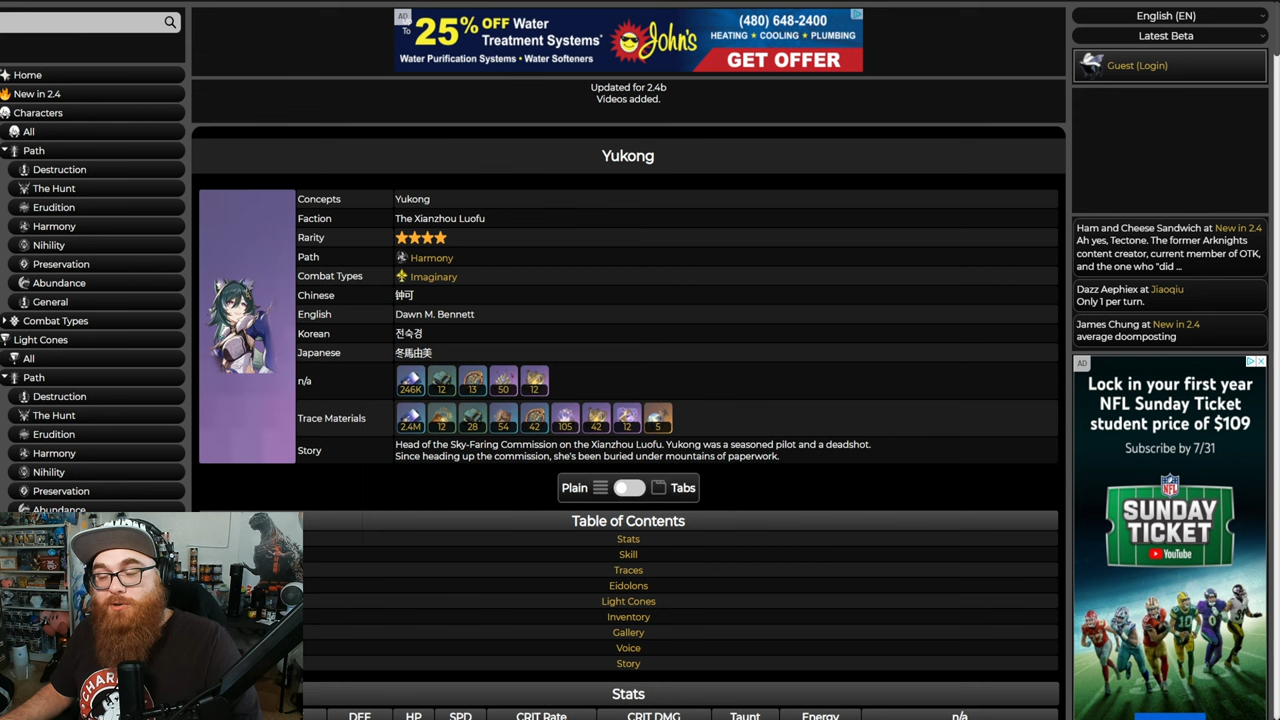 Home
New in 2.4
Characters
All
Path
Destruction
The Hunt
Erudition
Harmony
Nihility
Preservation
Abundance
General
Combat Types
Light Cones
All
Path
Destruction
The Hunt
Erudition
Harmony
Nihility
Preservation
Abundance
AD
To 25% OFF Water
Treatment Systems*
Water Purification Systems • Water Softeners
John's
(480) 648-2400
HEATING ★ COOLING ★ PLUMBING
GET OFFER
Updated for 2.4b
Videos added.
Yukong
Concepts Yukong
Faction The Xianzhou Luofu
Rarity
Path Harmony
Combat Types Imaginary
Chinese 钟可
English Dawn M. Bennett
Korean 전숙경
Japanese 冬馬由美
n/a 246K 12 13 50 12
Trace Materials 2.4M 12 28 54 42 105 42 12 5
Story Head of the Sky-Faring Commission on the Xianzhou Luofu. Yukong was a seasoned pilot and a deadshot.
Since heading up the commission, she's been buried under mountains of paperwork.
Plain Tabs
Table of Contents
Stats
Skill
Traces
Eidolons
Light Cones
Inventory
Gallery
Voice
Story
Stats
DEF HP SPD CRIT Rate CRIT DMG Taunt Energy n/a
English (EN)
Latest Beta
Guest (Login)
Ham and Cheese Sandwich at New in 2.4
Ah yes, Tectone. The former Arknights
content creator, current member of OTK,
and the one who "did ...
Dazz Aephiex at Jiaoqiu
Only 1 per turn.
James Chung at New in 2.4
average doomposting
AD
Lock in your first year
NFL Sunday Ticket
student price of $109
Subscribe by 7/31
NFL
SUNDAY
TICKET
YouTube